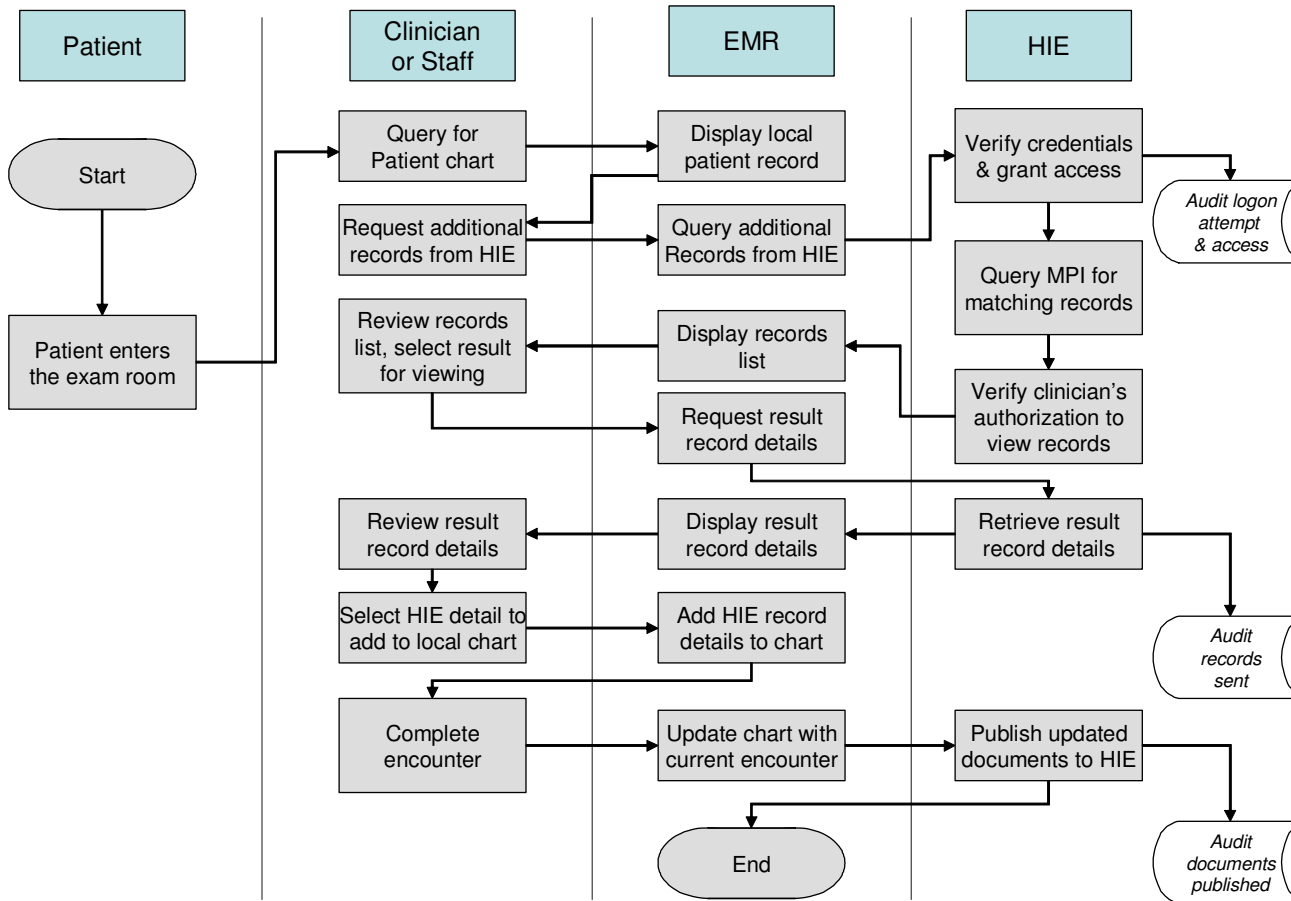 Patient
Clinician
or Staff
EMR
HIE
Start
Patient enters
the exam room
Query for
Patient chart
Display local
patient record
Verify credentials
& grant access
Audit logon
attempt
& access
Request additional
records from HIE
Query additional
Records from HIE
Query MPI for
matching records
Review records
list, select result
for viewing
Display records
list
Verify clinician’s
authorization to
view records
Request result
record details
Review result
record details
Display result
record details
Retrieve result
record details
Select HIE detail to
add to local chart
Add HIE record
details to chart
Audit
records
sent
Complete
encounter
Update chart with
current encounter
Publish updated
documents to HIE
End
Audit
documents
published